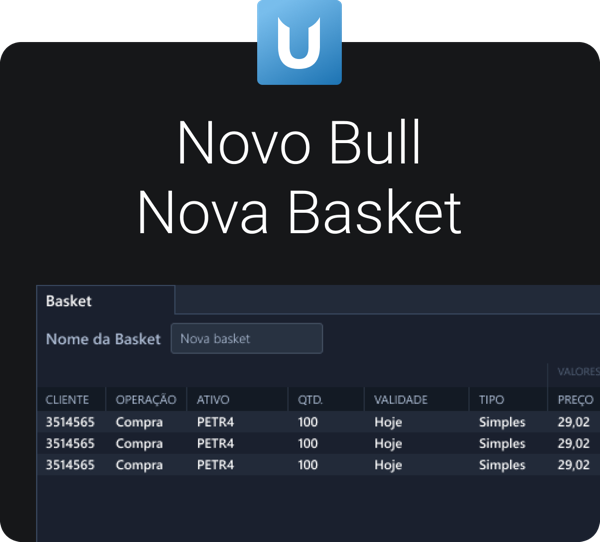 Novo Bull
Nova Basket
Basket
Nome da Basket Nova basket
VALORES
CLIENTE OPERAÇÃO ATIVO QTD. VALIDADE TIPO PREÇO
3514565 Compra PETR4 100 Hoje Simples 29,02
3514565 Compra PETR4 100 Hoje Simples 29,02
3514565 Compra PETR4 100 Hoje Simples 29,02